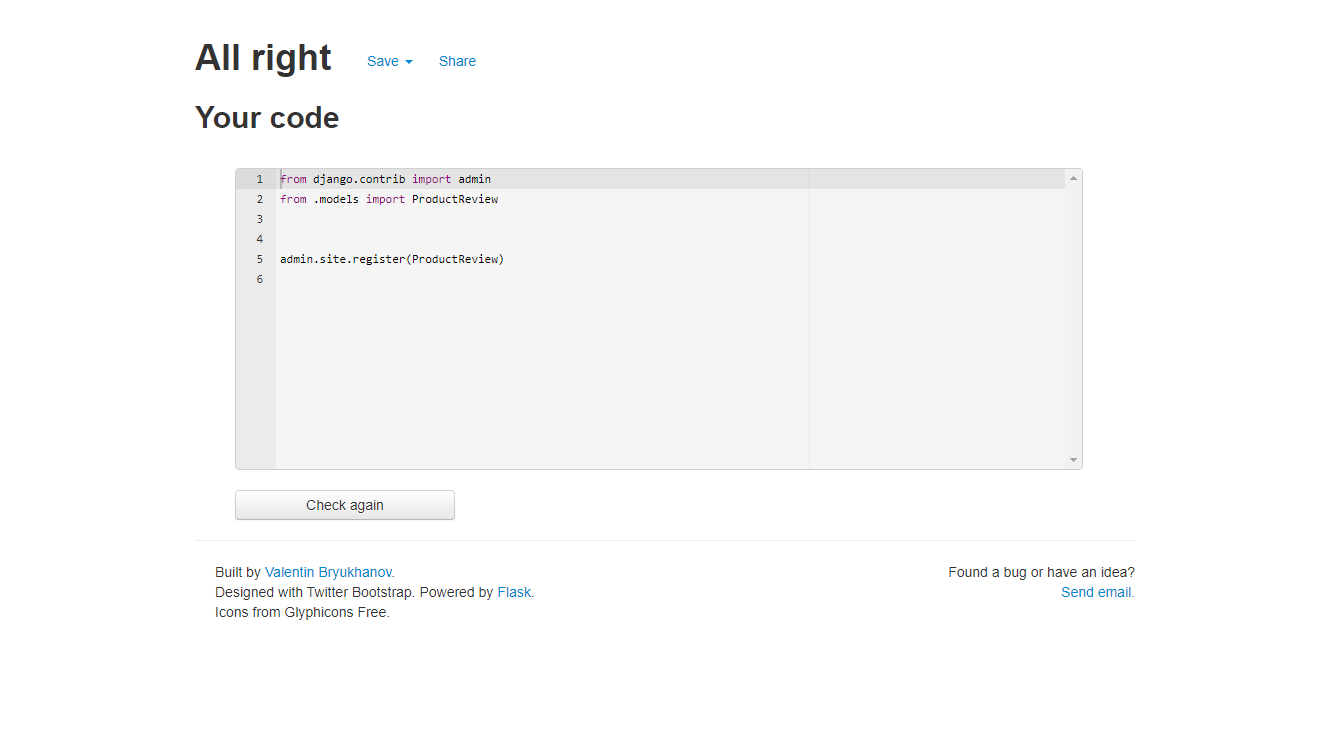 All right Save Share
Your code
1 from django.contrib import admin
2 from .models import ProductReview
3
4
5 admin.site.register(ProductReview)
6
Check again
Built by Valentin Bryukhanov.
Designed with Twitter Bootstrap. Powered by Flask.
Icons from Glyphicons Free.
Found a bug or have an idea?
Send email.